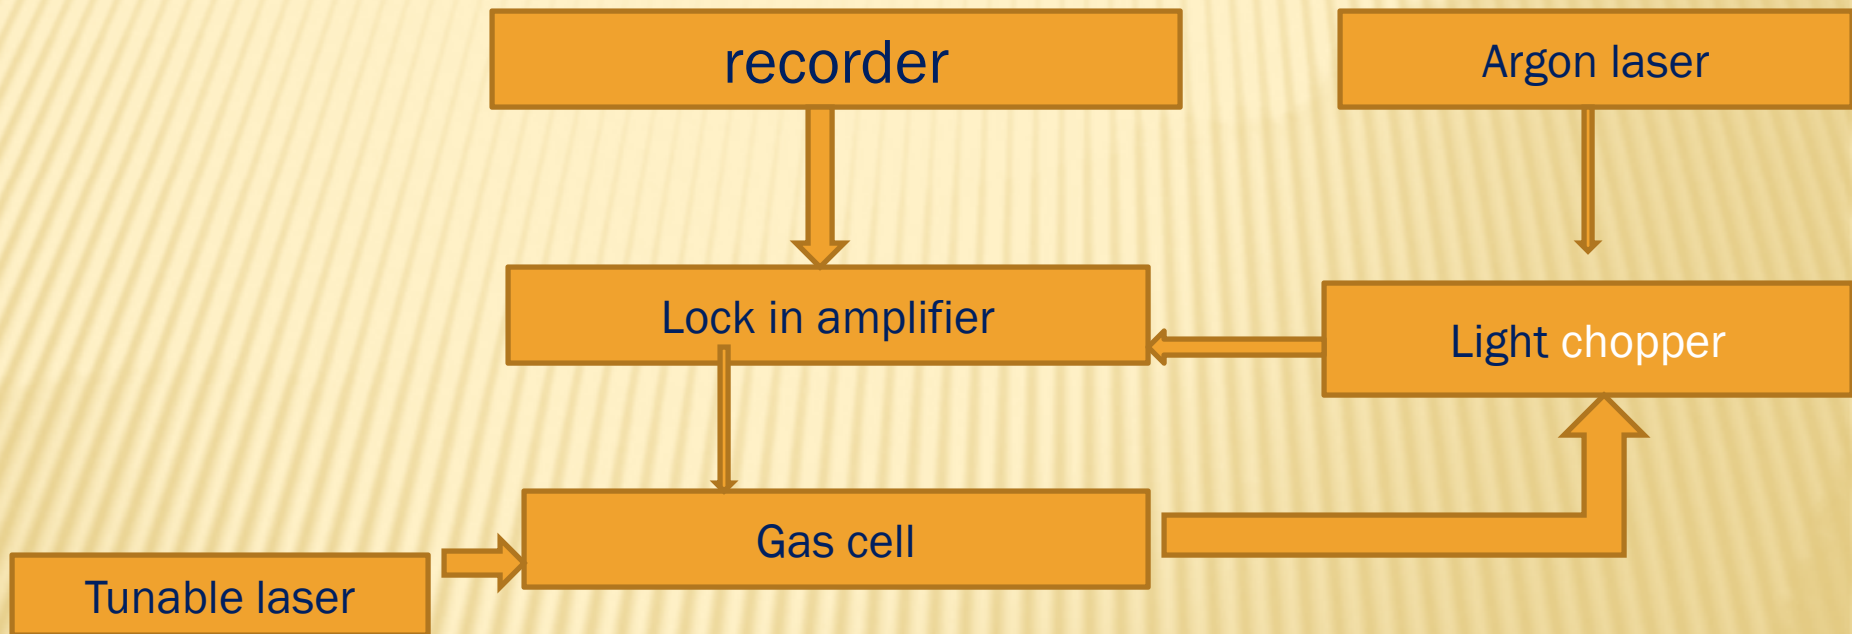 recorder
Argon laser
Lock in amplifier
Light chopper
Gas cell
Tunable laser